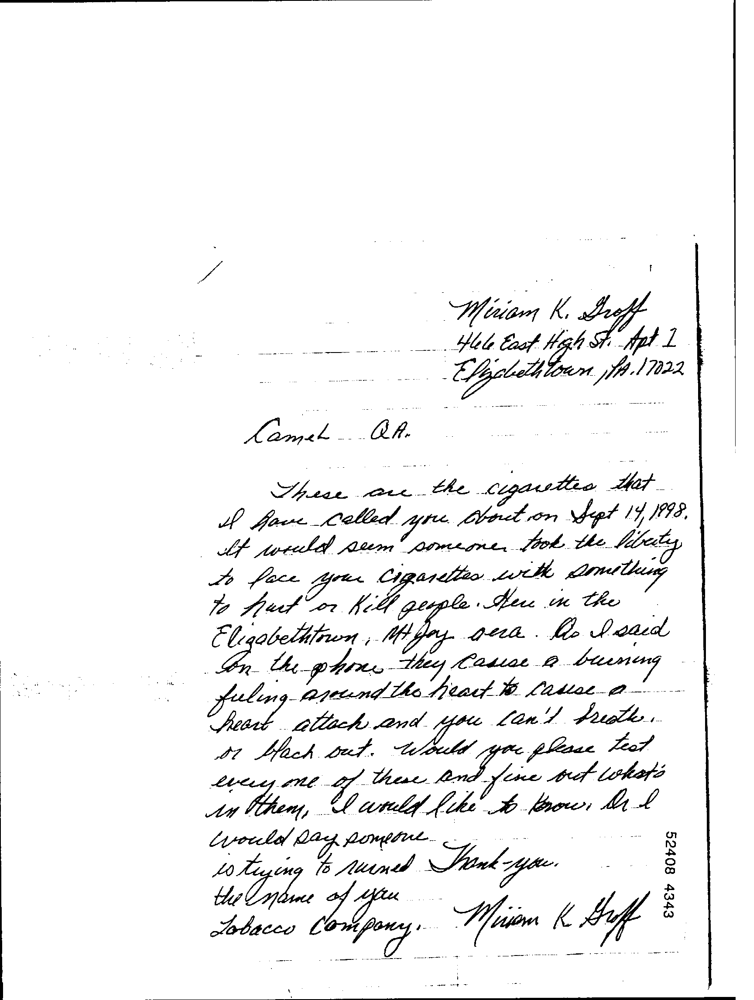 Miriam K. Groff
466 East High St. Apt 1
Elizabethtown, PA. 17022
Camel QA.
These are the cigarettes that
I have called you about on Sept 14, 1998.
It would seem someone took the liberty
to lace your cigarettes with something
to hurt or Kill people. Here in the
Elizabethtown, Mt Joy area. As I said
on the phone they cause a burning
feeling around the heart to cause a
heart attack and you can't breath.
or black out. Would you please test
every one of these and fine out what's
in them, I would like to know. Or I
would say someone
is trying to ruined
the name of you
Tobacco Company.
Thank-you.
Miriam K Groff
52408 4343